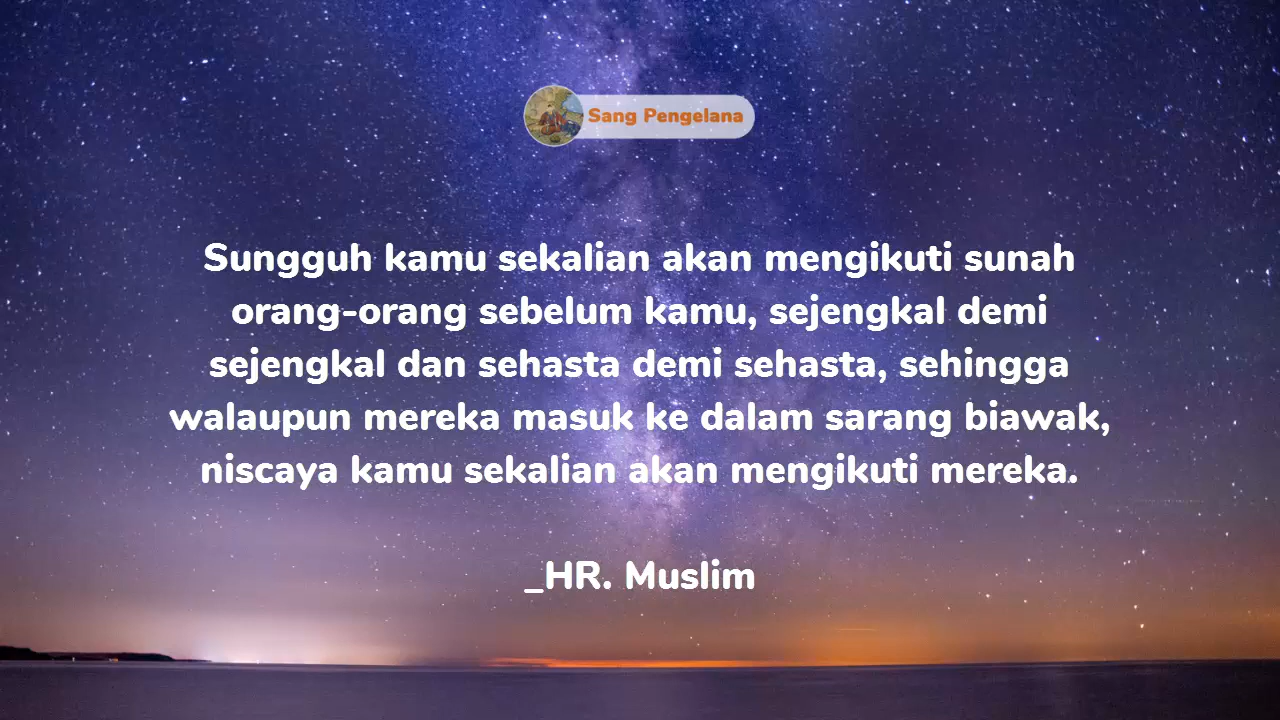 Sang Pengelana
Sungguh kamu sekalian akan mengikuti sunah
orang-orang sebelum kamu, sejengkal demi
sejengkal dan sehasta demi sehasta, sehingga
walaupun mereka masuk ke dalam sarang biawak,
niscaya kamu sekalian akan mengikuti mereka.
_HR. Muslim